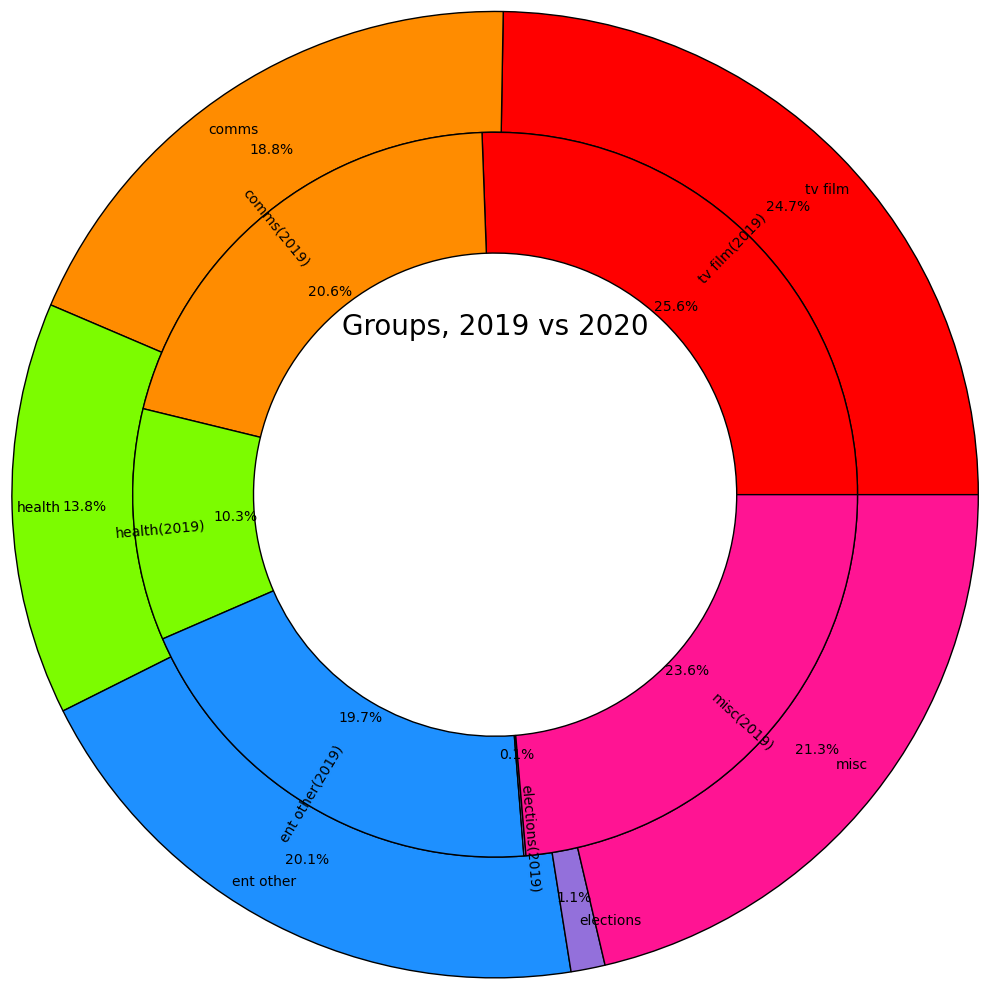 comms
18.8%
tv film
24.7%
comms(2019)
tv film(2019)
20.6%
25.6%
Groups, 2019 vs 2020
health
13.8%
health(2019)
10.3%
23.6%
misc(2019)
19.7%
0.1%
21.3%
misc
ent other(2019)
elections(2019)
20.1%
ent other
1.1%
elections